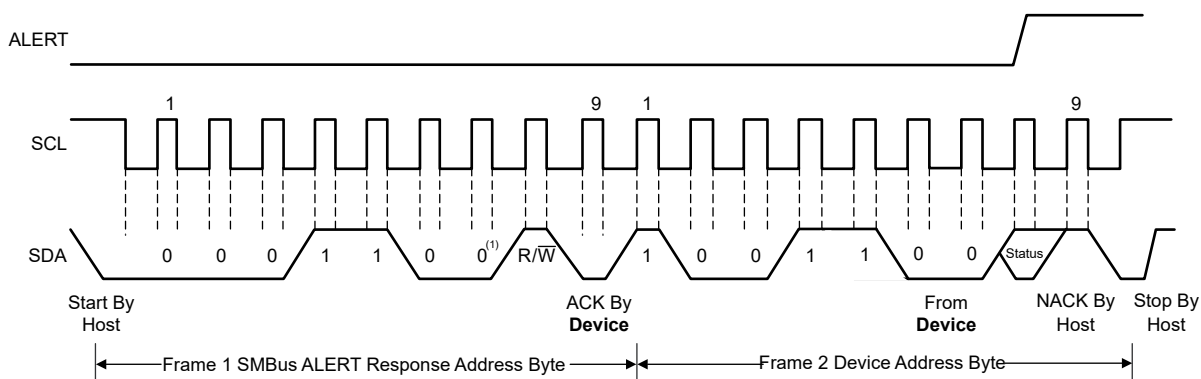 ALERT
1 9 1 9
SCL
SDA
0 0 0 1 1 0 0(1) R/W̅ 1 0 0 1 1 0 0 Status
Start By
Host
ACK By
Device
From
Device
NACK By
Host
Stop By
Host
Frame 1 SMBus ALERT Response Address Byte
Frame 2 Device Address Byte